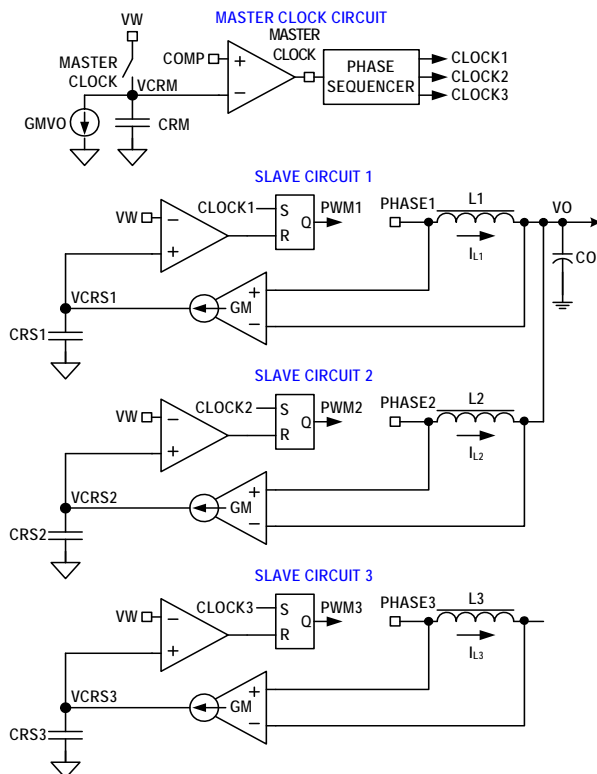 MASTER CLOCK CIRCUIT
VW
MASTER
CLOCK
COMP
MASTER
CLOCK
VCRM
GMVO
CRM
+
−
PHASE
SEQUENCER
CLOCK1
CLOCK2
CLOCK3
SLAVE CIRCUIT 1
VW
−
+
CLOCK1
S
R
Q
PWM1
PHASE1
L1
IL1
VO
CO
VCRS1
CRS1
GM
+
−
SLAVE CIRCUIT 2
VW
−
+
CLOCK2
S
R
Q
PWM2
PHASE2
L2
IL2
VCRS2
CRS2
GM
+
−
SLAVE CIRCUIT 3
VW
−
+
CLOCK3
S
R
Q
PWM3
PHASE3
L3
IL3
VCRS3
CRS3
GM
+
−